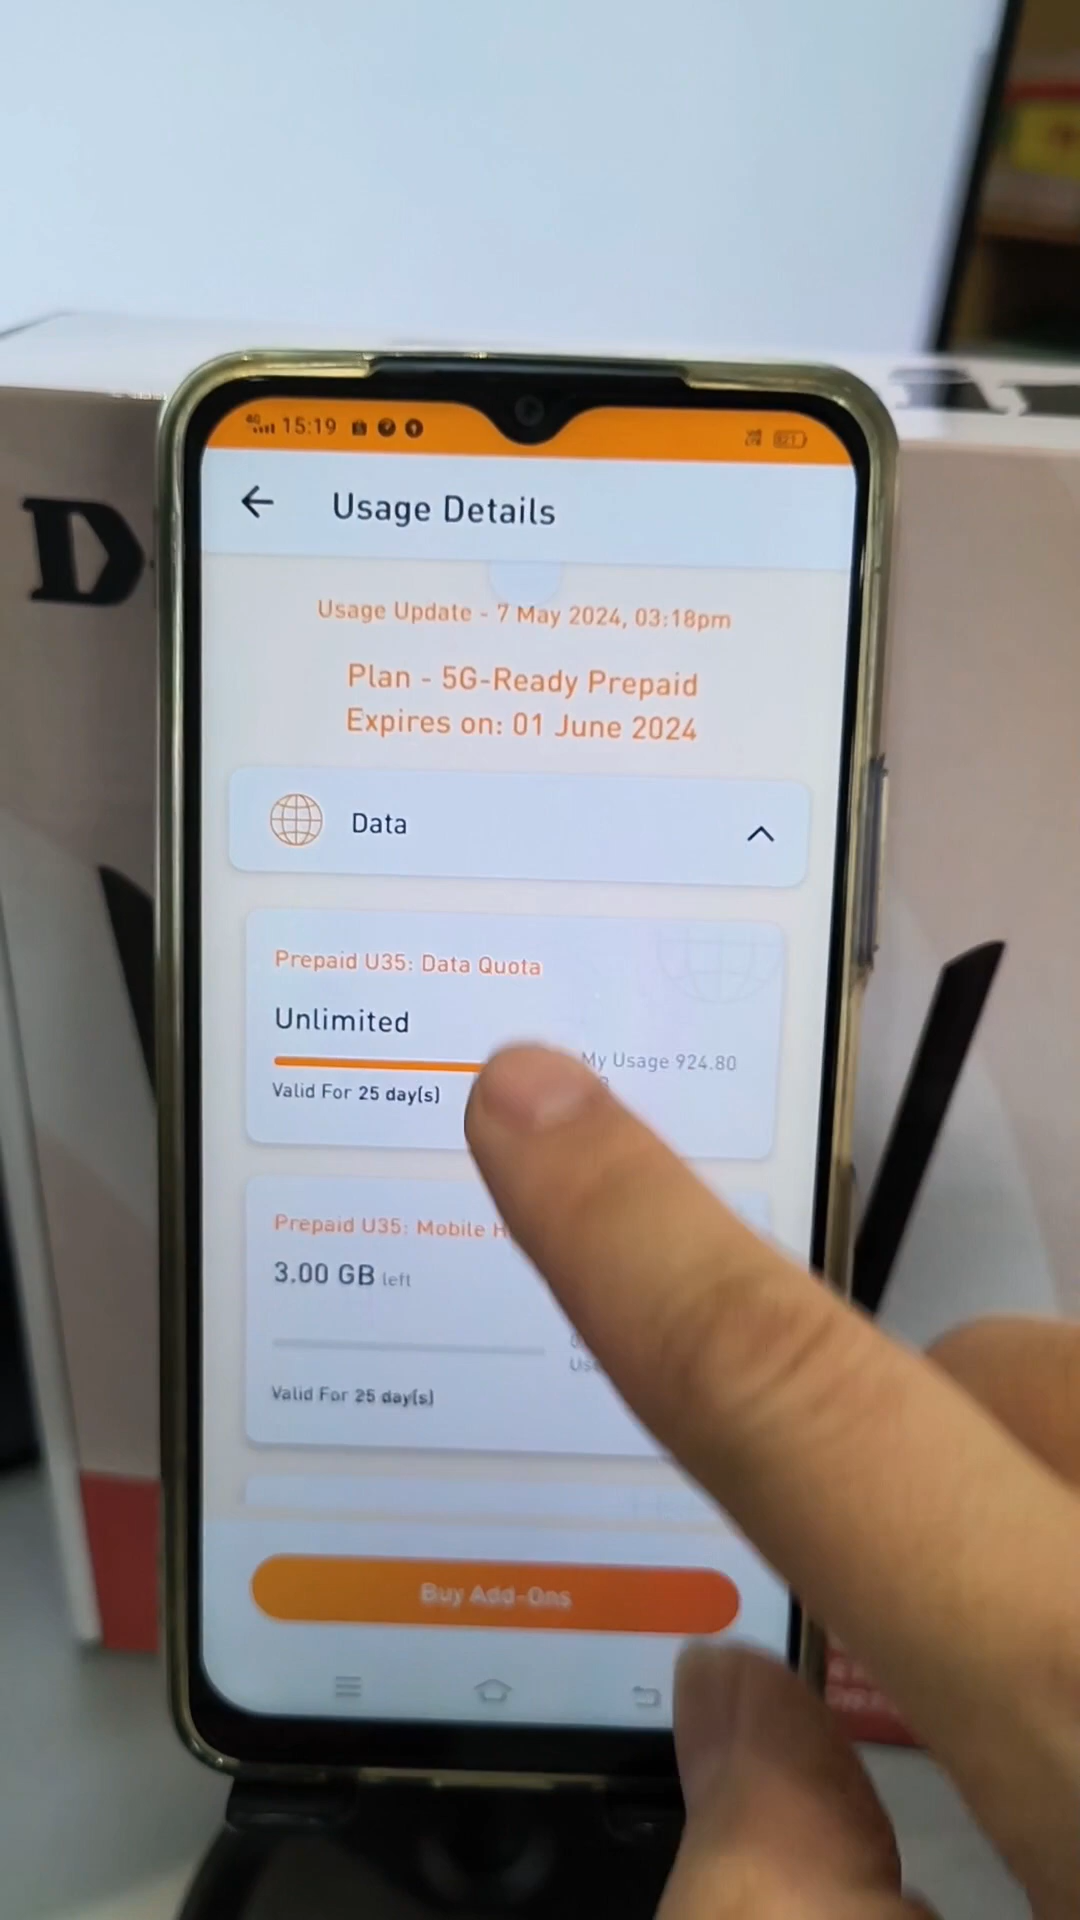 4G 15:19
Usage Details
Usage Update - 7 May 2024, 03:18pm
Plan - 5G-Ready Prepaid
Expires on: 01 June 2024
Data
Prepaid U35: Data Quota
Unlimited
My Usage 924.80
Valid For 25 day(s)
Prepaid U35: Mobile
3.00 GB left
Valid For 25 day(s)
Buy Add-Ons
D